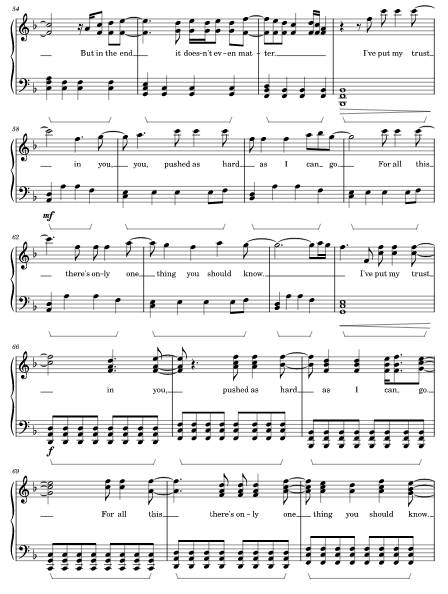 54
But in the end it does-n't ev-en mat-ter I've put my trust
58
in you, you, pushed as hard as I can go. For all this
mf
62
there's on-ly one thing you should know. I've put my trust
66
in you, pushed as hard as I can go.
f
69
For all this there's on-ly one thing you should know.